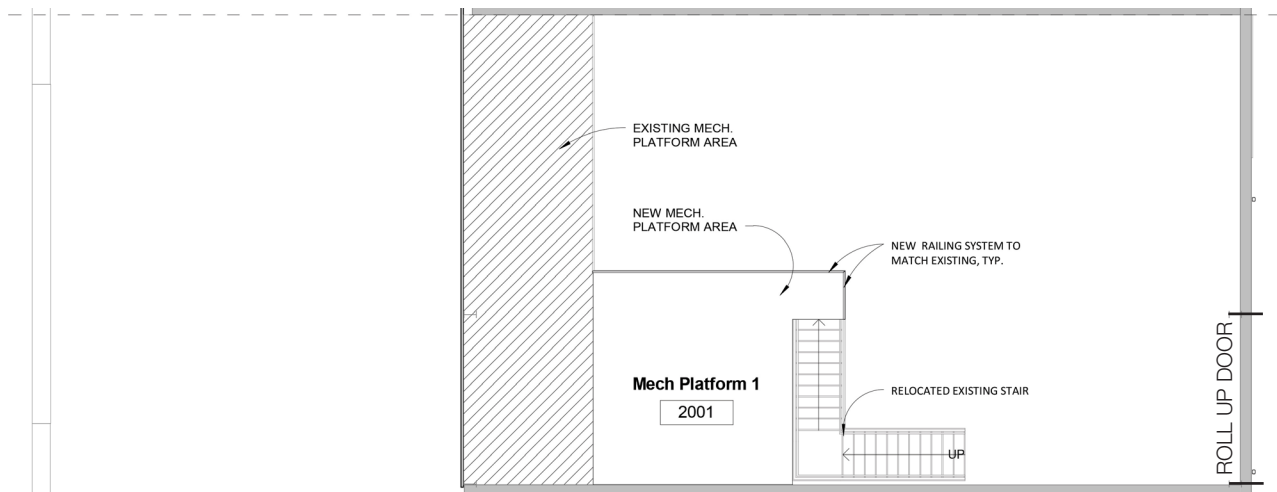 EXISTING MECH.
PLATFORM AREA
NEW MECH.
PLATFORM AREA
NEW RAILING SYSTEM TO
MATCH EXISTING, TYP.
Mech Platform 1
2001
RELOCATED EXISTING STAIR
UP
ROLL UP DOOR